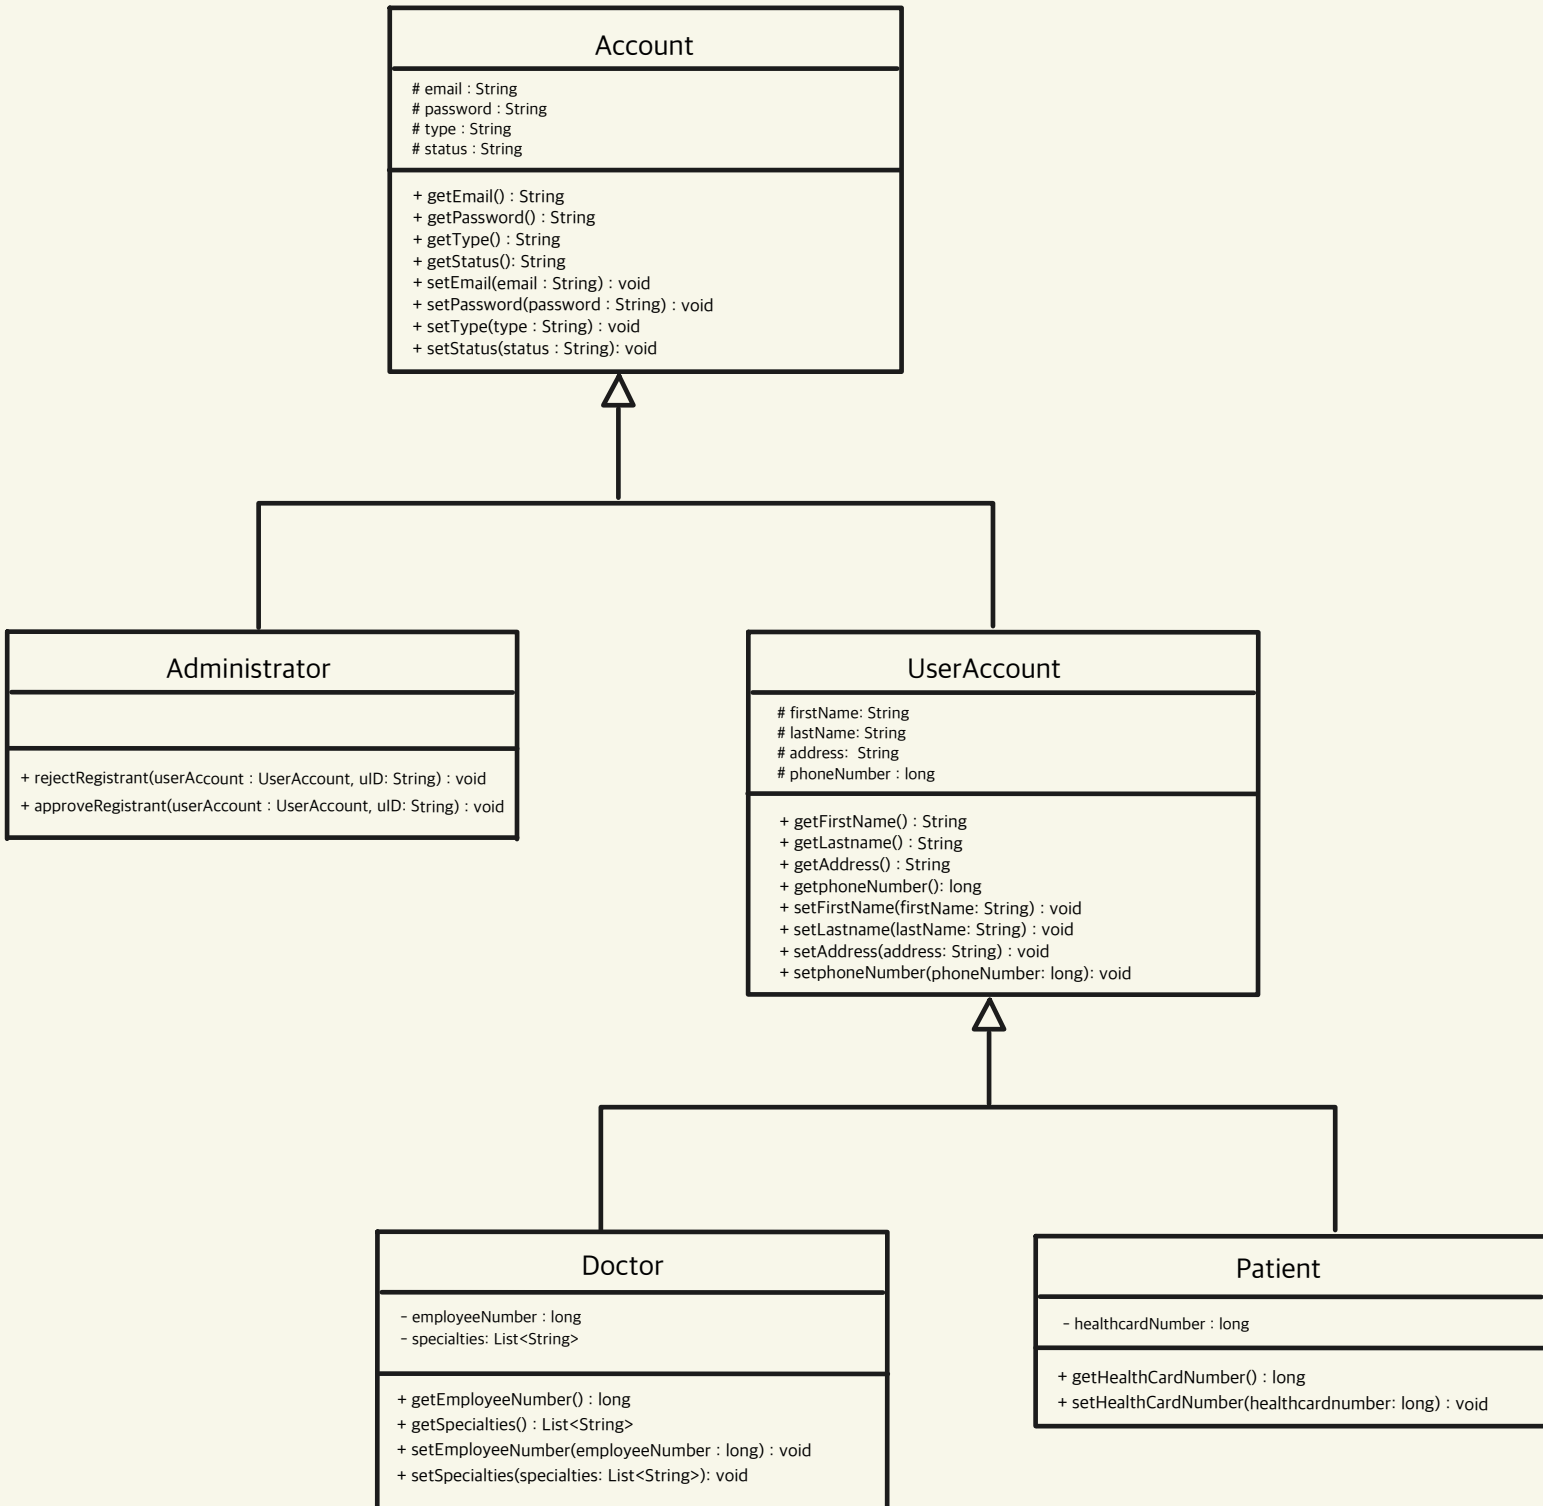 Account
# email : String
# password : String
# type : String
# status : String
+ getEmail() : String
+ getPassword() : String
+ getType() : String
+ getStatus(): String
+ setEmail(email : String) : void
+ setPassword(password : String) : void
+ setType(type : String) : void
+ setStatus(status : String): void
Administrator
+ rejectRegistrant(userAccount : UserAccount, uID: String) : void
+ approveRegistrant(userAccount : UserAccount, uID: String) : void
UserAccount
# firstName: String
# lastName: String
# address:  String
# phoneNumber : long
+ getFirstName() : String
+ getLastname() : String
+ getAddress() : String
+ getphoneNumber(): long
+ setFirstName(firstName: String) : void
+ setLastname(lastName: String) : void
+ setAddress(address: String) : void
+ setphoneNumber(phoneNumber: long): void
Doctor
- employeeNumber : long
- specialties: List<String>
+ getEmployeeNumber() : long
+ getSpecialties() : List<String>
+ setEmployeeNumber(employeeNumber : long) : void
+ setSpecialties(specialties: List<String>): void
Patient
- healthcardNumber : long
+ getHealthCardNumber() : long
+ setHealthCardNumber(healthcardnumber: long) : void